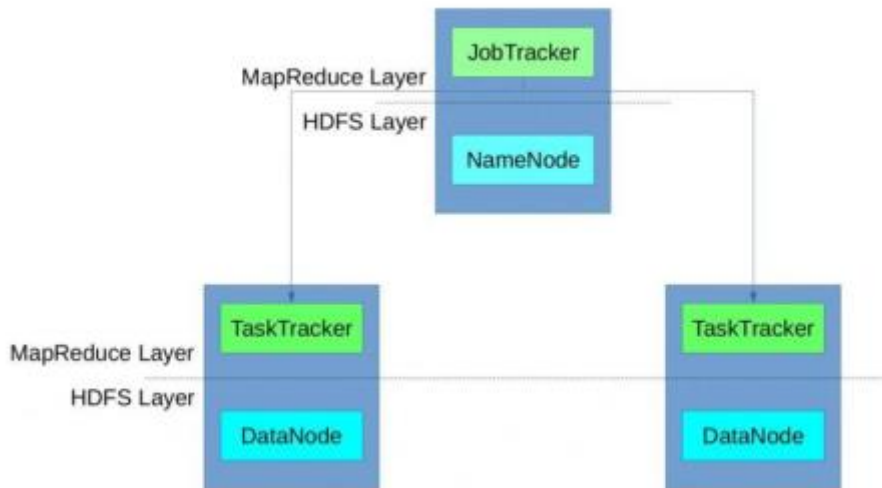 JobTracker
MapReduce Layer
HDFS Layer
NameNode
TaskTracker
TaskTracker
MapReduce Layer
HDFS Layer
DataNode
DataNode